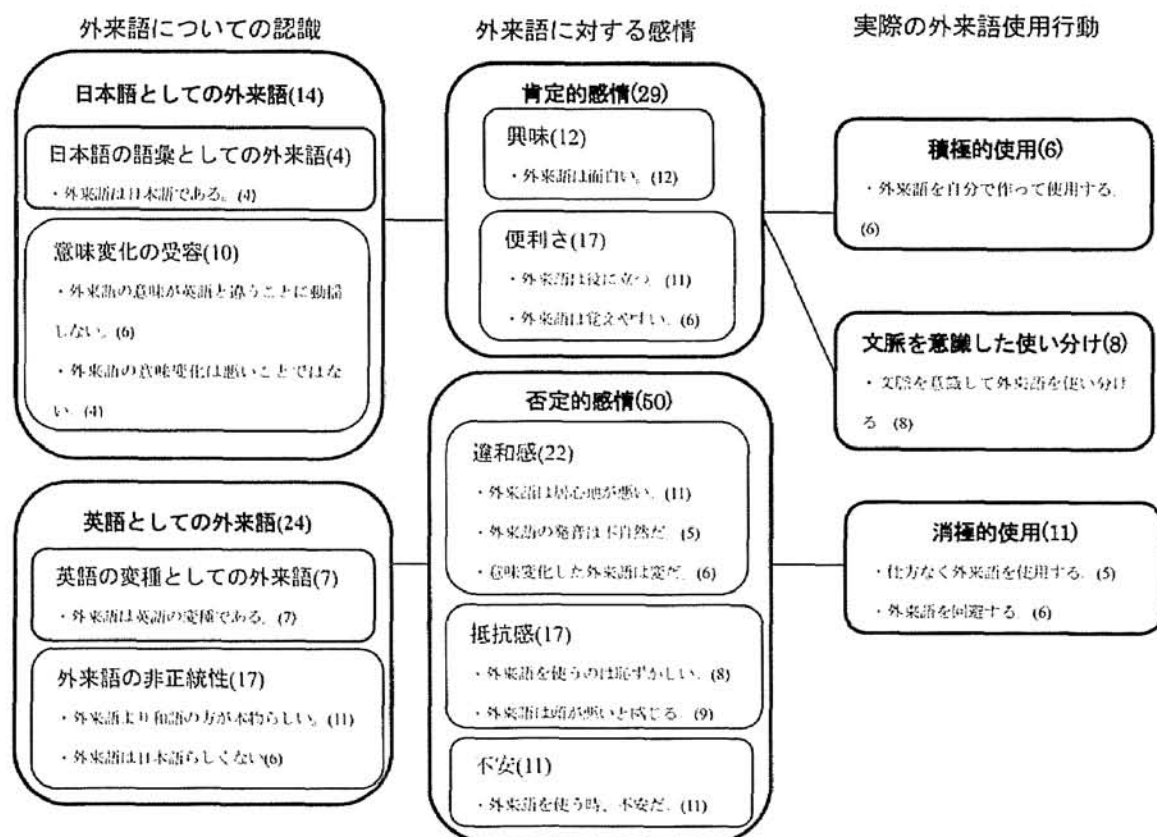 外来語についての認識
日本語としての外来語(14)
日本語の語彙としての外来語(4)
・外来語は日本語である。(4)
意味変化の受容(10)
・外来語の意味が英語と違うことに動揺
しない。(6)
・外来語の意味変化は悪いことではな
い。(4)
英語としての外来語(24)
英語の変種としての外来語(7)
・外来語は英語の変種である。(7)
外来語の非正統性(17)
・外来語より和語の方が本物らしい。(11)
・外来語は日本語らしくない(6)
外来語に対する感情
肯定的感情(29)
興味(12)
・外来語は面白い。(12)
便利さ(17)
・外来語は役に立つ。(11)
・外来語は覚えやすい。(6)
否定的感情(50)
違和感(22)
・外来語は居心地が悪い。(11)
・外来語の発音は不自然だ。(5)
・意味変化した外来語は変だ。(6)
抵抗感(17)
・外来語を使うのは恥ずかしい。(8)
・外来語は頭が悪いと感じる。(9)
不安(11)
・外来語を使う時、不安だ。(11)
実際の外来語使用行動
積極的使用(6)
・外来語を自分で作って使用する。
(6)
文脈を意識した使い分け(8)
・文脈を意識して外来語を使い分け
る。(8)
消極的使用(11)
・仕方なく外来語を使用する。(5)
・外来語を回避する。(6)